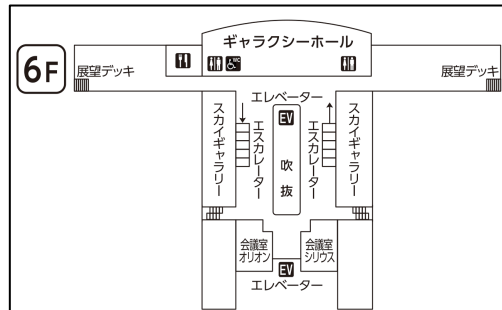 6F
ギャラクシーホール
展望デッキ
WC
展望デッキ
エレベーター
EV
スカイギャラリー
エスカレーター
吹抜
エスカレーター
スカイギャラリー
会議室
オリオン
会議室
シリウス
EV
エレベーター